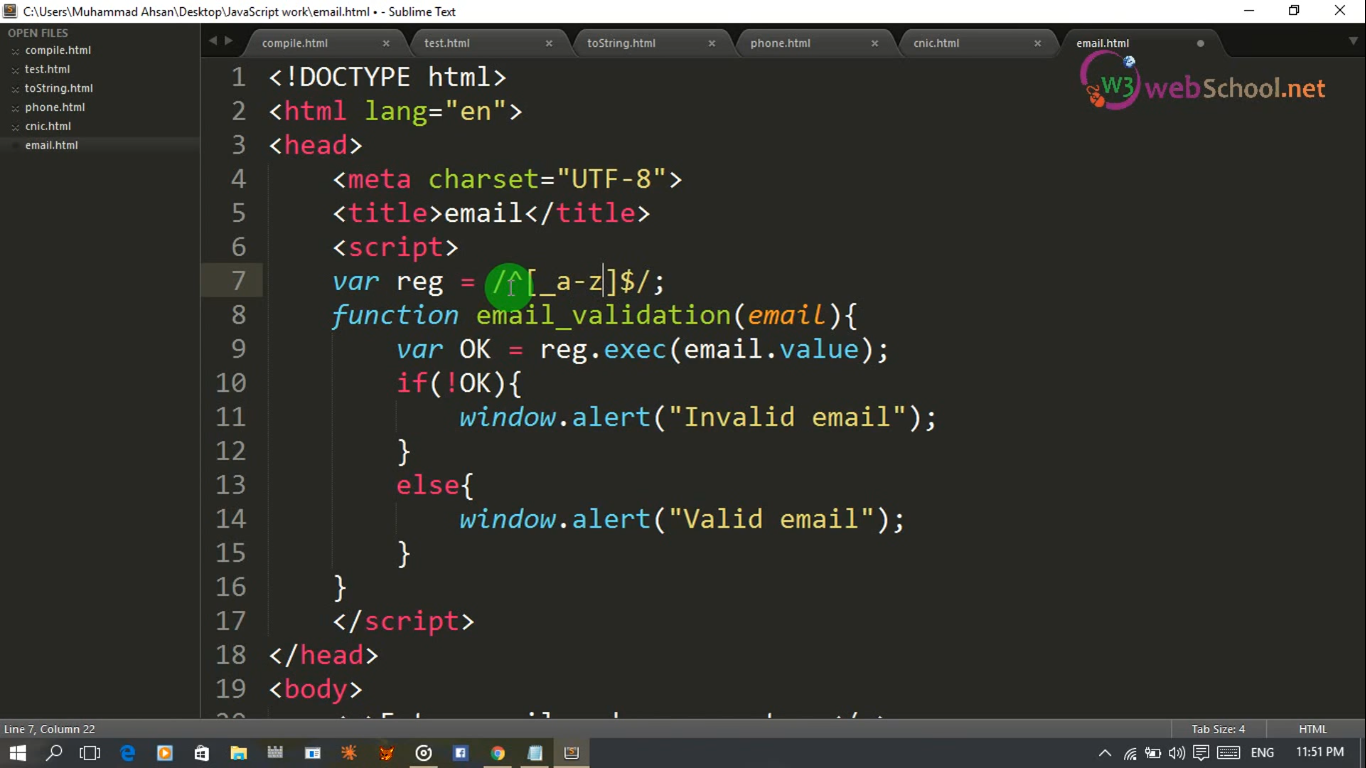 C:\Users\Muhammad Ahsan\Desktop\JavaScript work\email.html • - Sublime Text
OPEN FILES
compile.html
test.html
toString.html
phone.html
cnic.html
email.html
compile.html
test.html
toString.html
phone.html
cnic.html
email.html
W3 webSchool.net
1 <!DOCTYPE html>
2 <html lang="en">
3 <head>
4 <meta charset="UTF-8">
5 <title>email</title>
6 <script>
7 var reg = /^[_a-z]$/;
8 function email_validation(email){
9 var OK = reg.exec(email.value);
10 if(!OK){
11 window.alert("Invalid email");
12 }
13 else{
14 window.alert("Valid email");
15 }
16 }
17 </script>
18 </head>
19 <body>
Line 7, Column 22
Tab Size: 4
HTML
ENG
11:51 PM